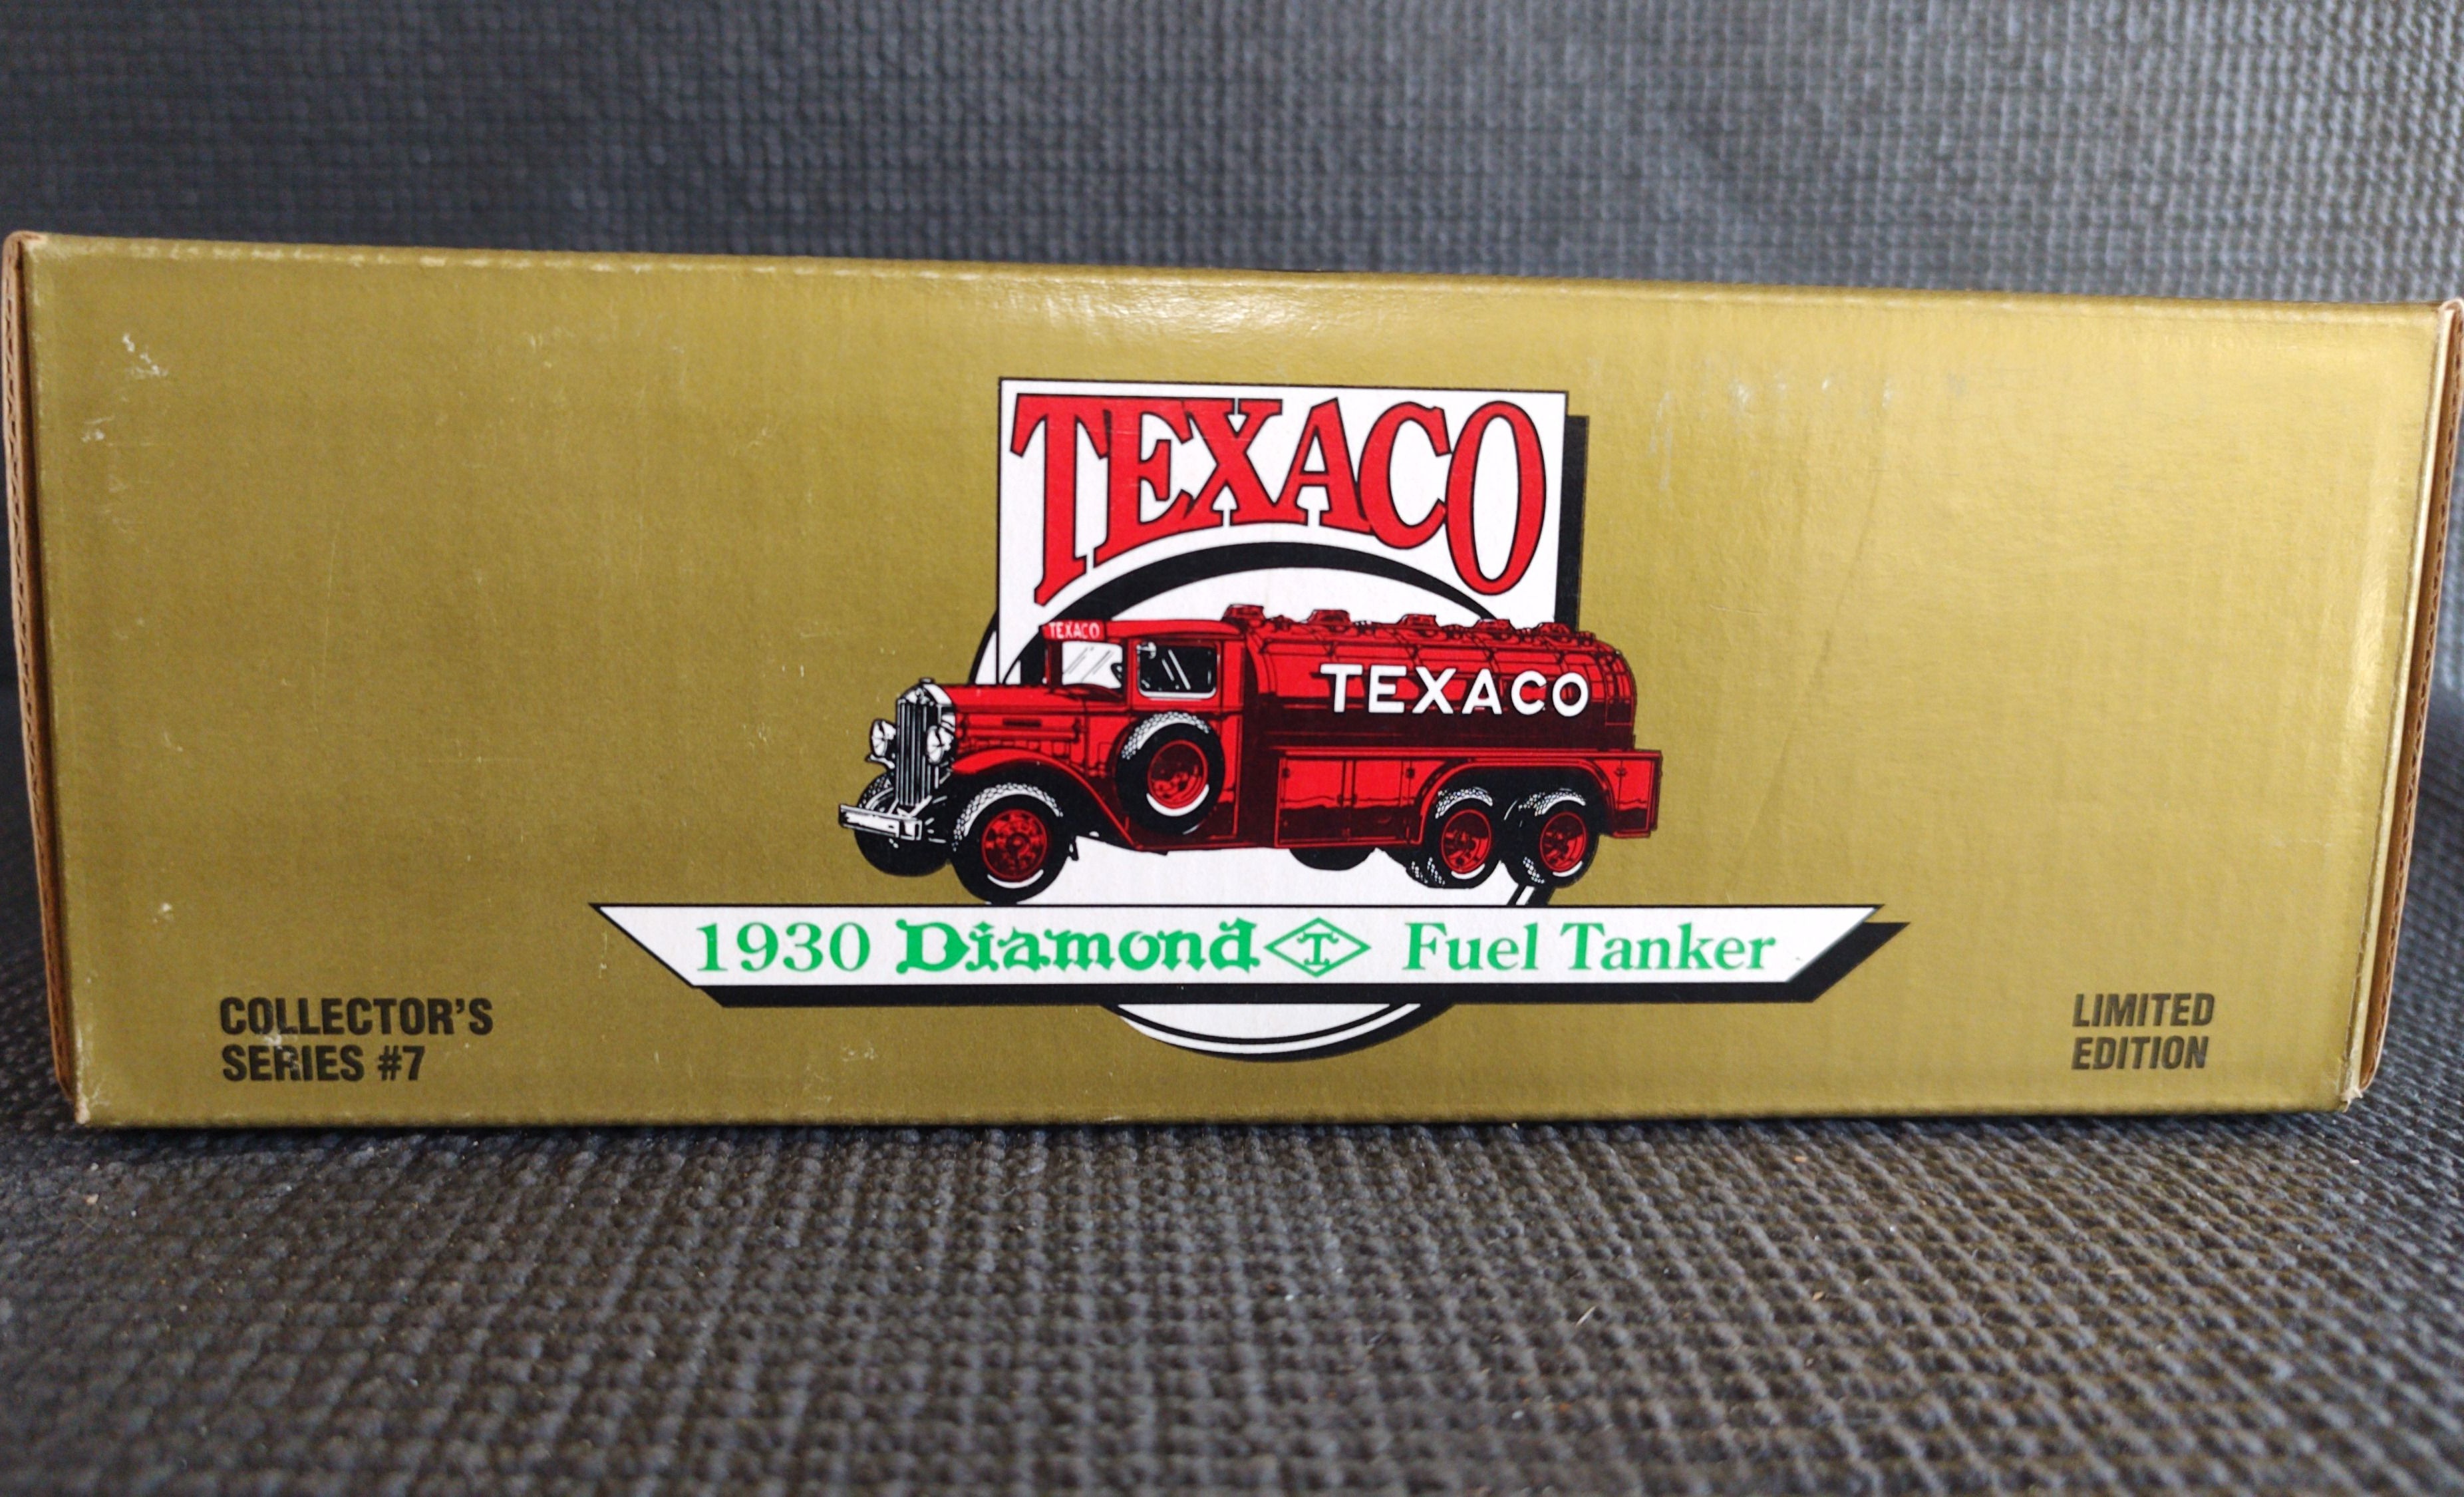 TEXACO
TEXACO
TEXACO
1930 Diamond T Fuel Tanker
COLLECTOR'S
SERIES #7
LIMITED
EDITION